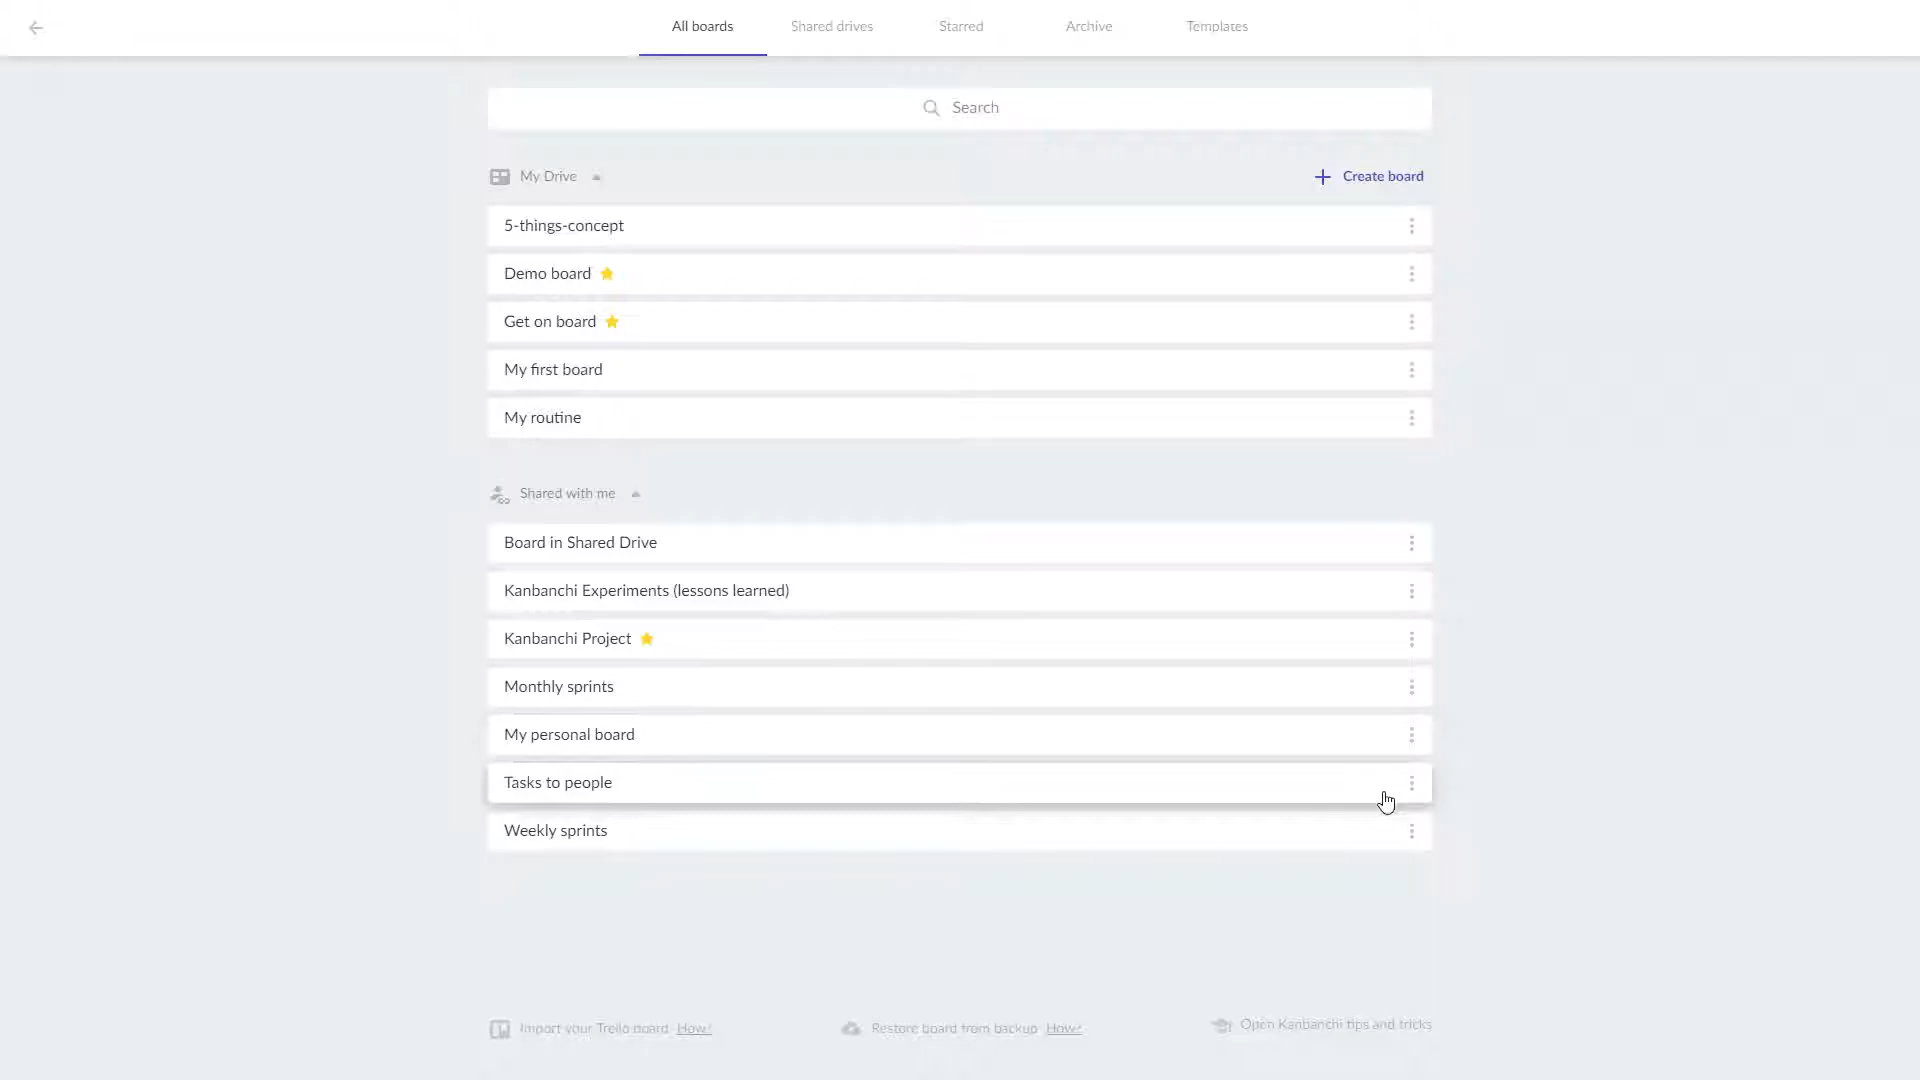 All boards
Shared drives
Starred
Archive
Templates
Search
My Drive
Create board
5-things-concept
Demo board
Get on board
My first board
My routine
Shared with me
Board in Shared Drive
Kanbanchi Experiments (lessons learned)
Kanbanchi Project
Monthly sprints
My personal board
Tasks to people
Weekly sprints
Import your Trello board How?
Restore board from backup How?
Open Kanbanchi tips and tricks